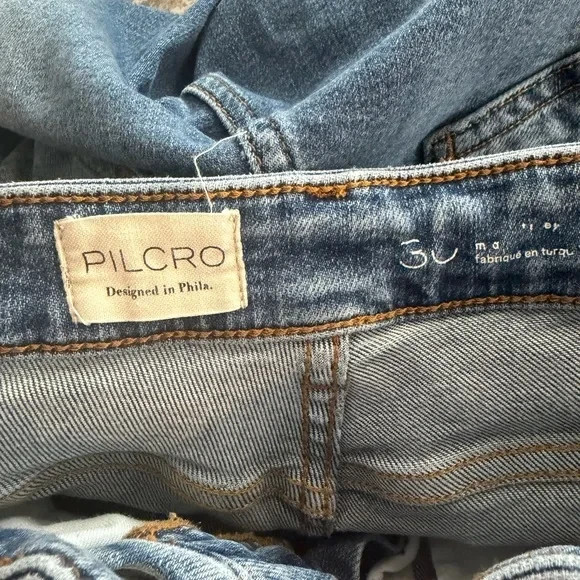 PILCRO
Designed in Phila.
30
fabriqué en turqu